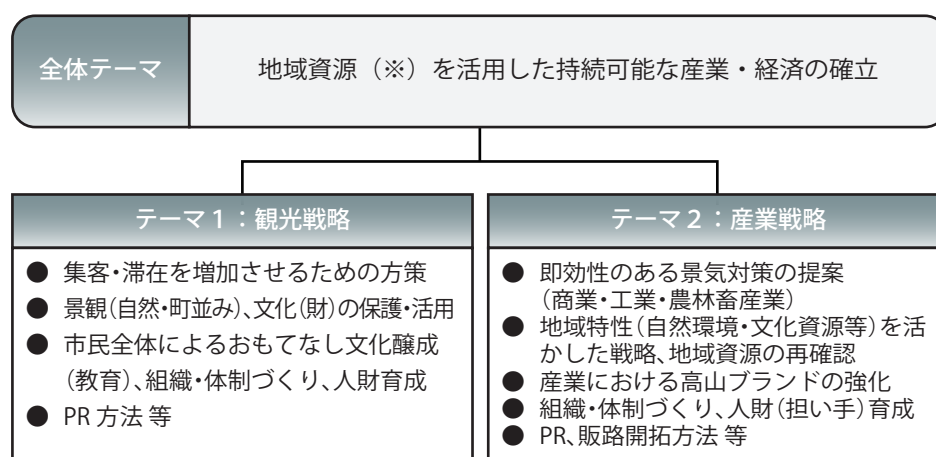 全体テーマ
地域資源（※）を活用した持続可能な産業・経済の確立
テーマ1：観光戦略
● 集客・滞在を増加させるための方策
● 景観（自然・町並み）、文化（財）の保護・活用
● 市民全体によるおもてなし文化醸成
（教育）、組織・体制づくり、人財育成
● PR 方法 等
テーマ2：産業戦略
● 即効性のある景気対策の提案
（商業・工業・農林畜産業）
● 地域特性（自然環境・文化資源等）を活
かした戦略、地域資源の再確認
● 産業における高山ブランドの強化
● 組織・体制づくり、人財（担い手）育成
● PR、販路開拓方法 等